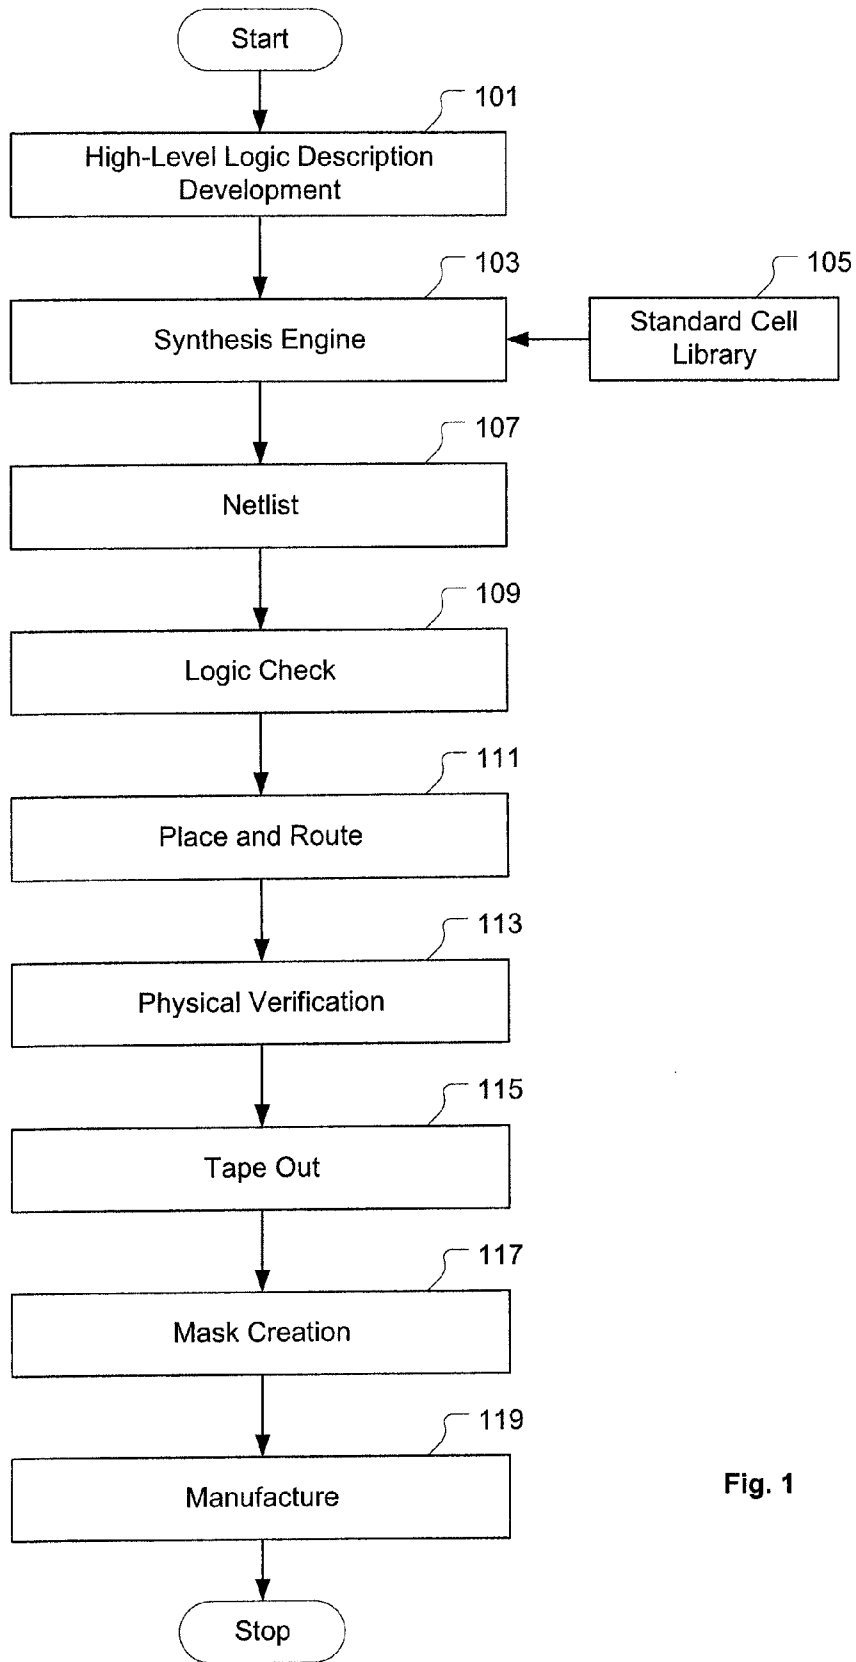 Start
101
High-Level Logic Description
Development
103
105
Synthesis Engine
Standard Cell
Library
107
Netlist
109
Logic Check
111
Place and Route
113
Physical Verification
115
Tape Out
117
Mask Creation
119
Manufacture
Fig. 1
Stop